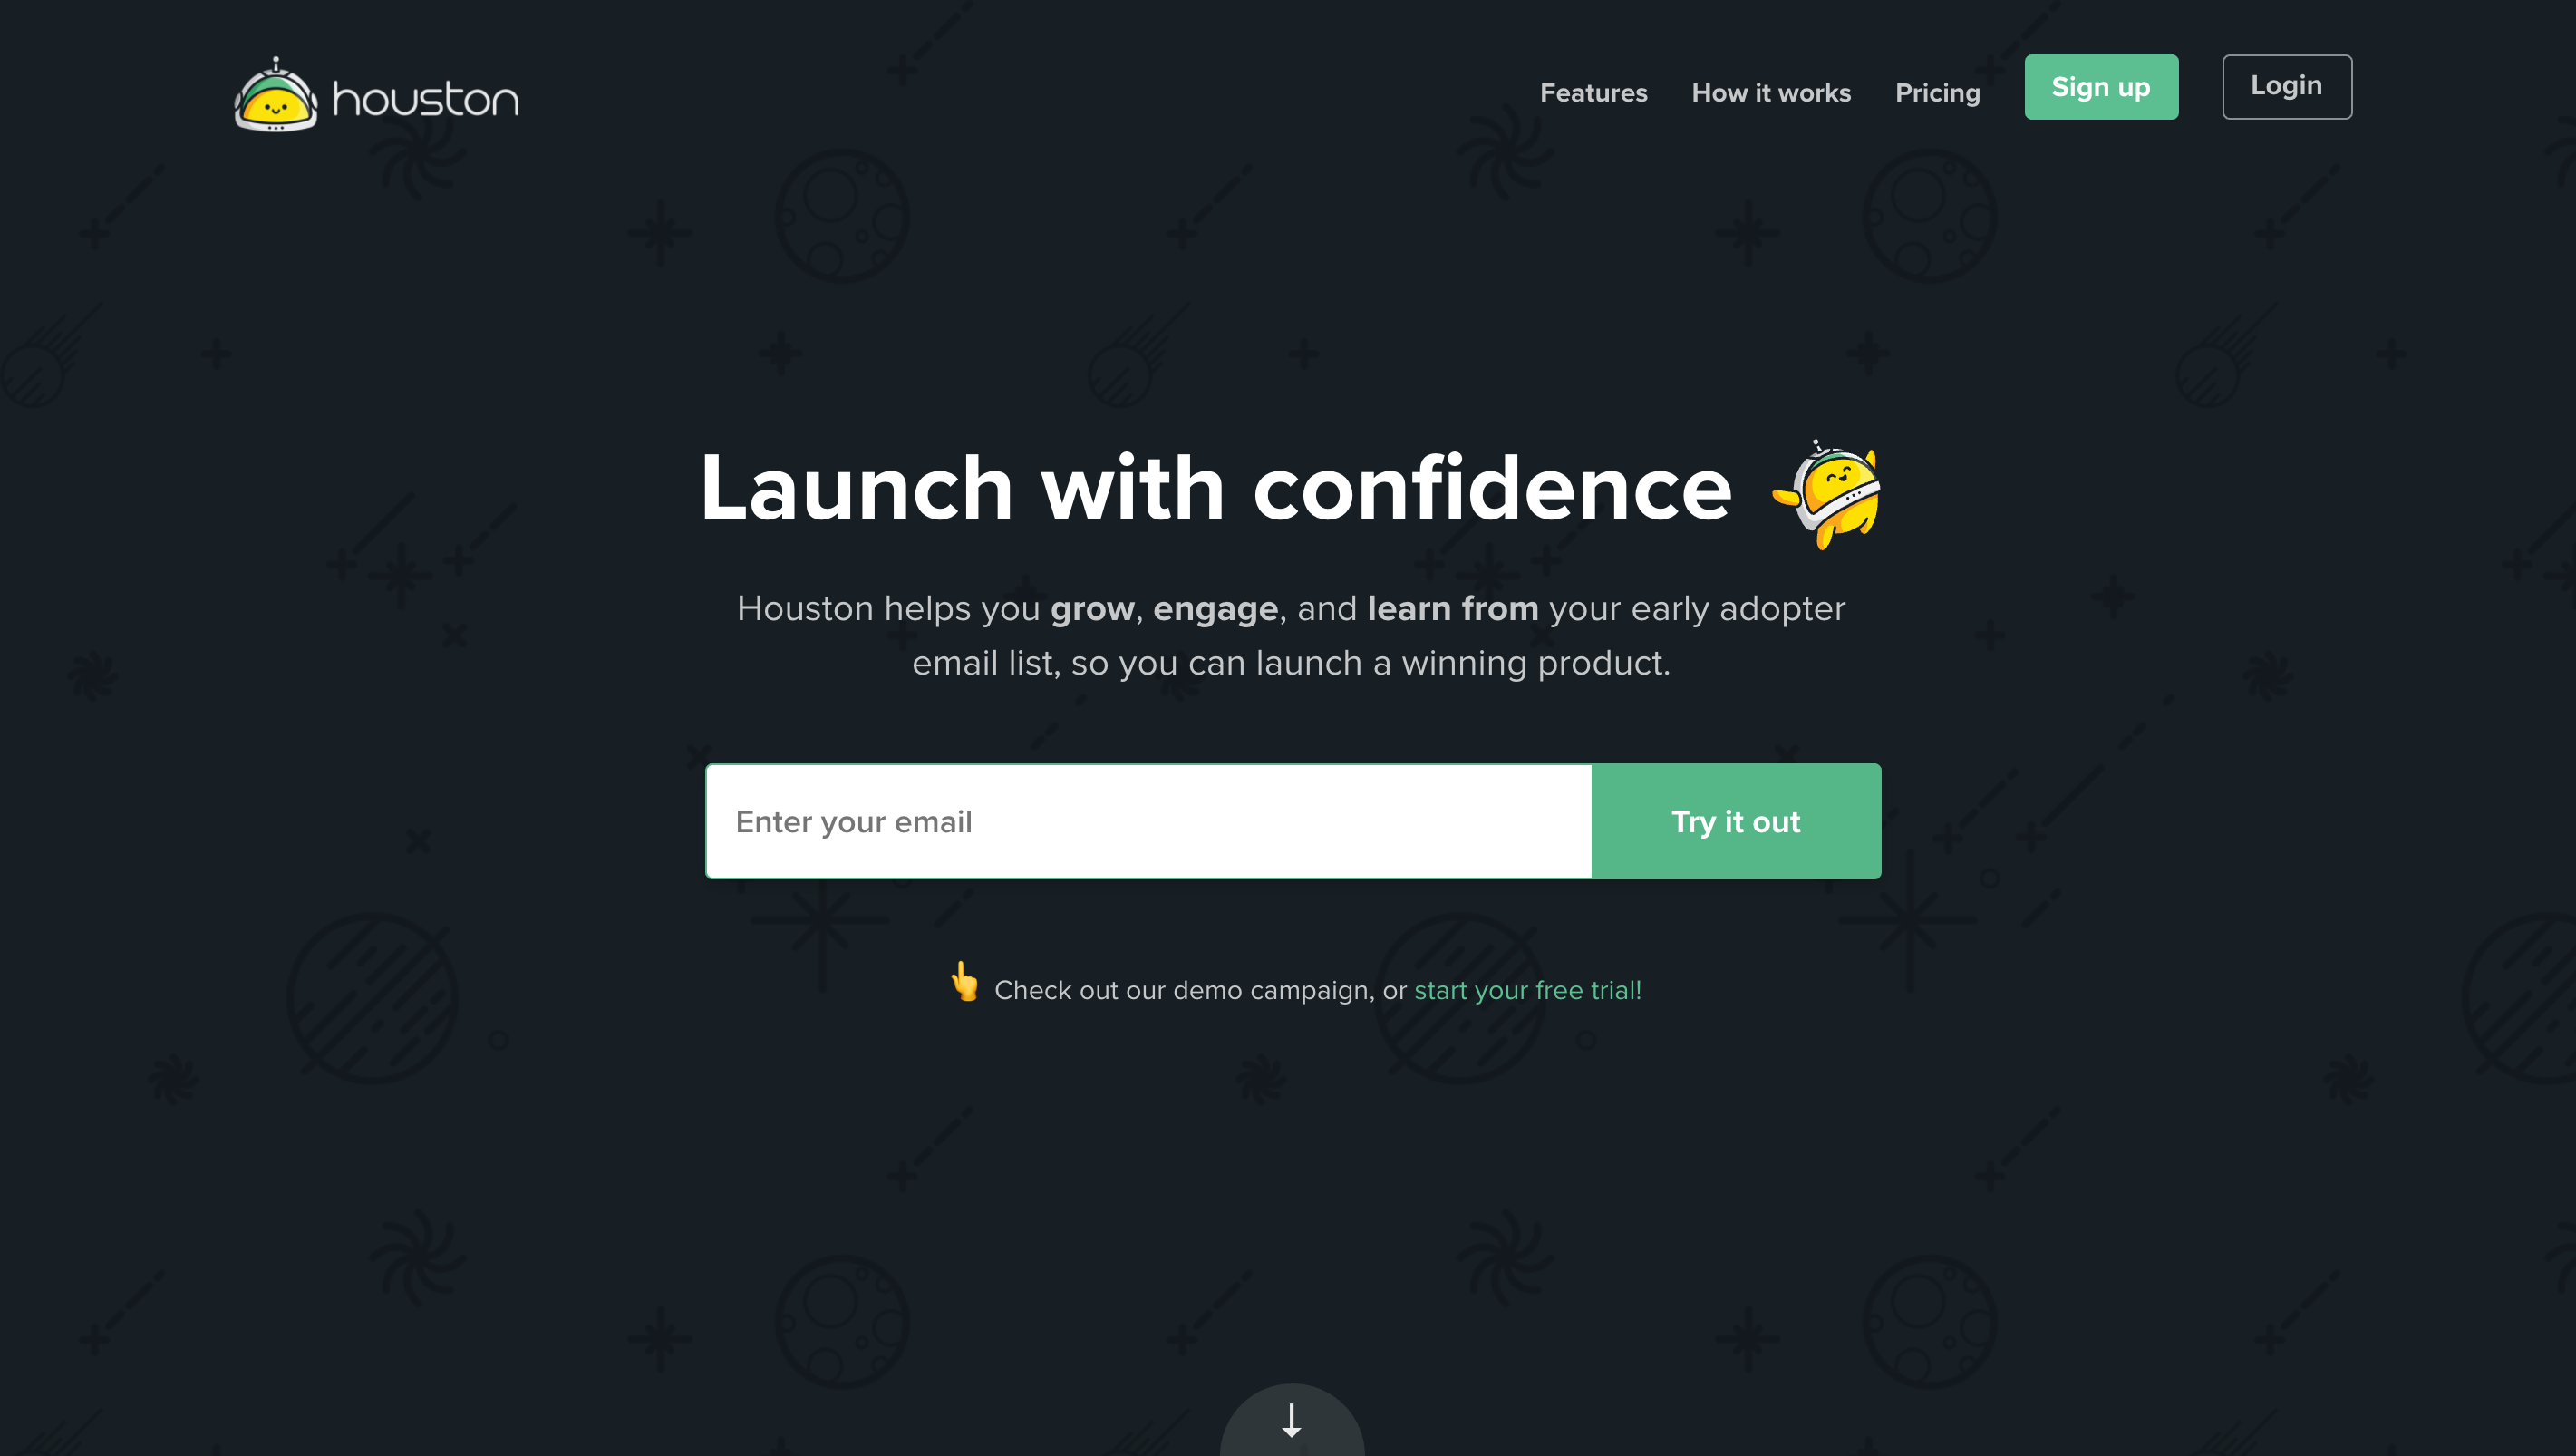 houston
Features
How it works
Pricing
Sign up
Login
Launch with confidence
Houston helps you grow, engage, and learn from your early adopter
email list, so you can launch a winning product.
Enter your email
Try it out
Check out our demo campaign, or start your free trial!